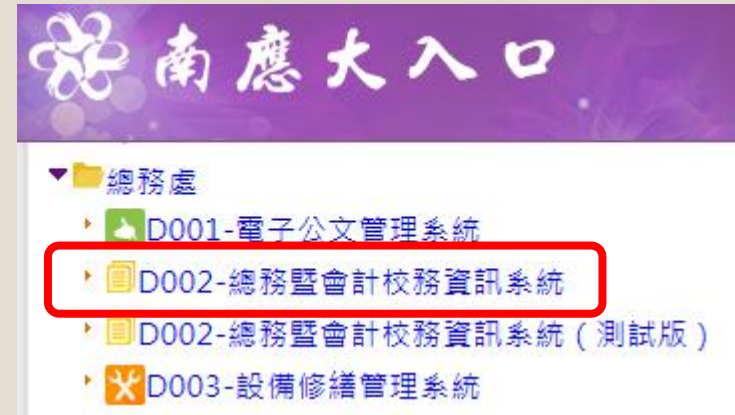 南應大入口
總務處
D001-電子公文管理系統
D002-總務暨會計校務資訊系統
D002-總務暨會計校務資訊系統（測試版）
D003-設備修繕管理系統